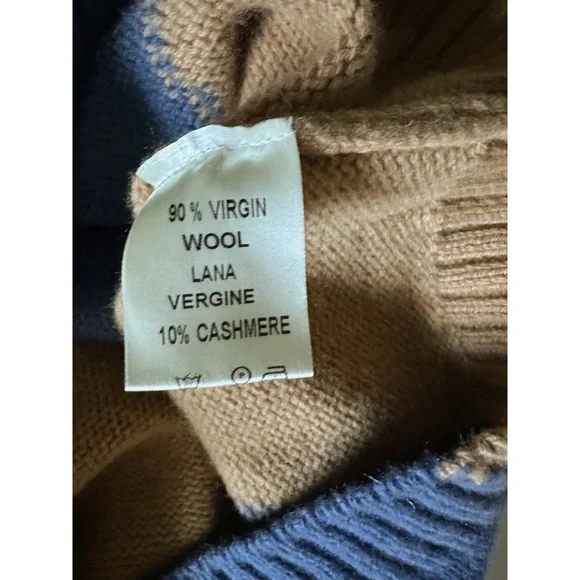 90 % VIRGIN
WOOL
LANA
VERGINE
10% CASHMERE
P